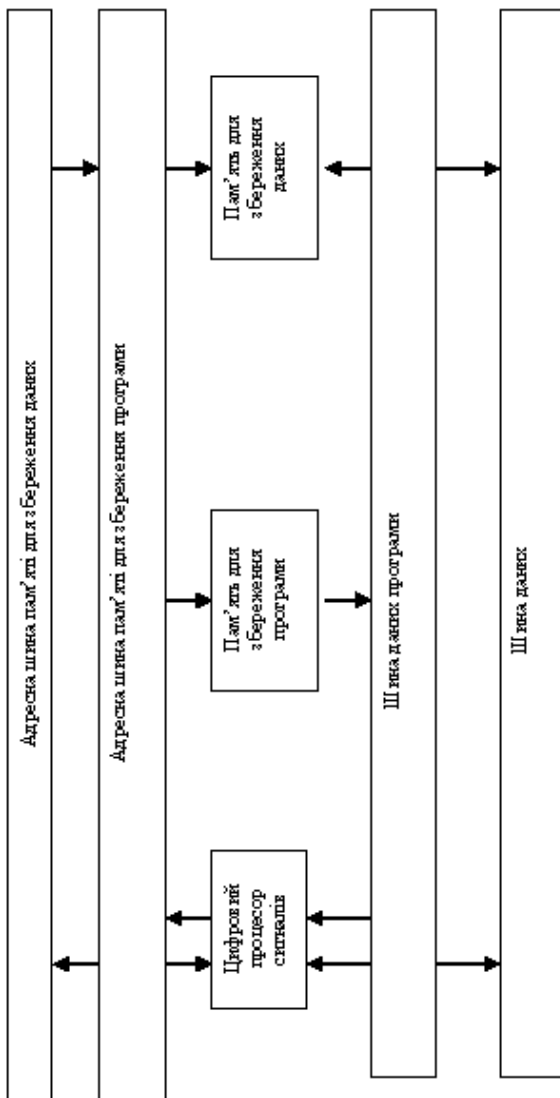 Адресна шина пам'яті для збереження даних
Адресна шина пам'яті для збереження програми
Цифровий
процесор
сигналів
Пам'ять для
збереження
програми
Пам'ять для
збереження
даних
Шина даних програми
Шина даних